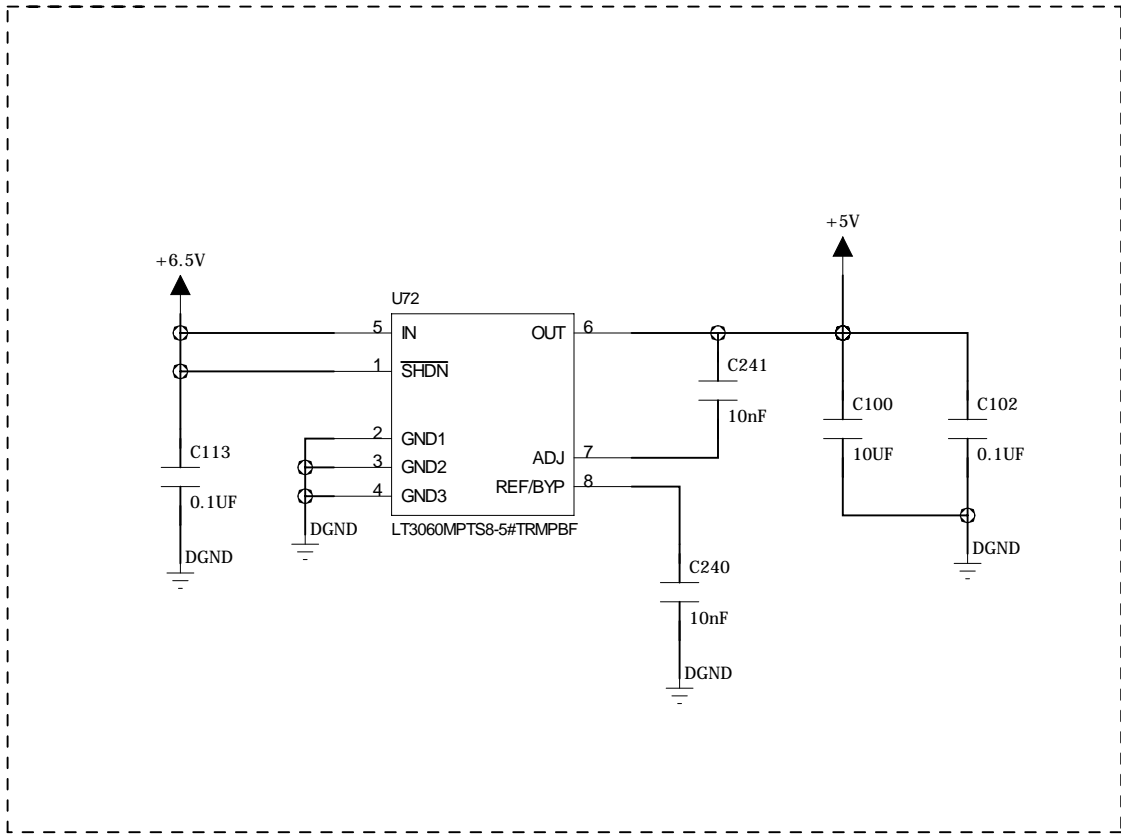 +5V
+6.5V
U72
5 IN OUT 6
1 SHDN
C241
10nF
C100
10UF
C102
0.1UF
2 GND1
3 GND2
4 GND3
C113
0.1UF
ADJ 7
REF/BYP 8
DGND
LT3060MPTS8-5#TRMPBF
DGND
DGND
C240
10nF
DGND